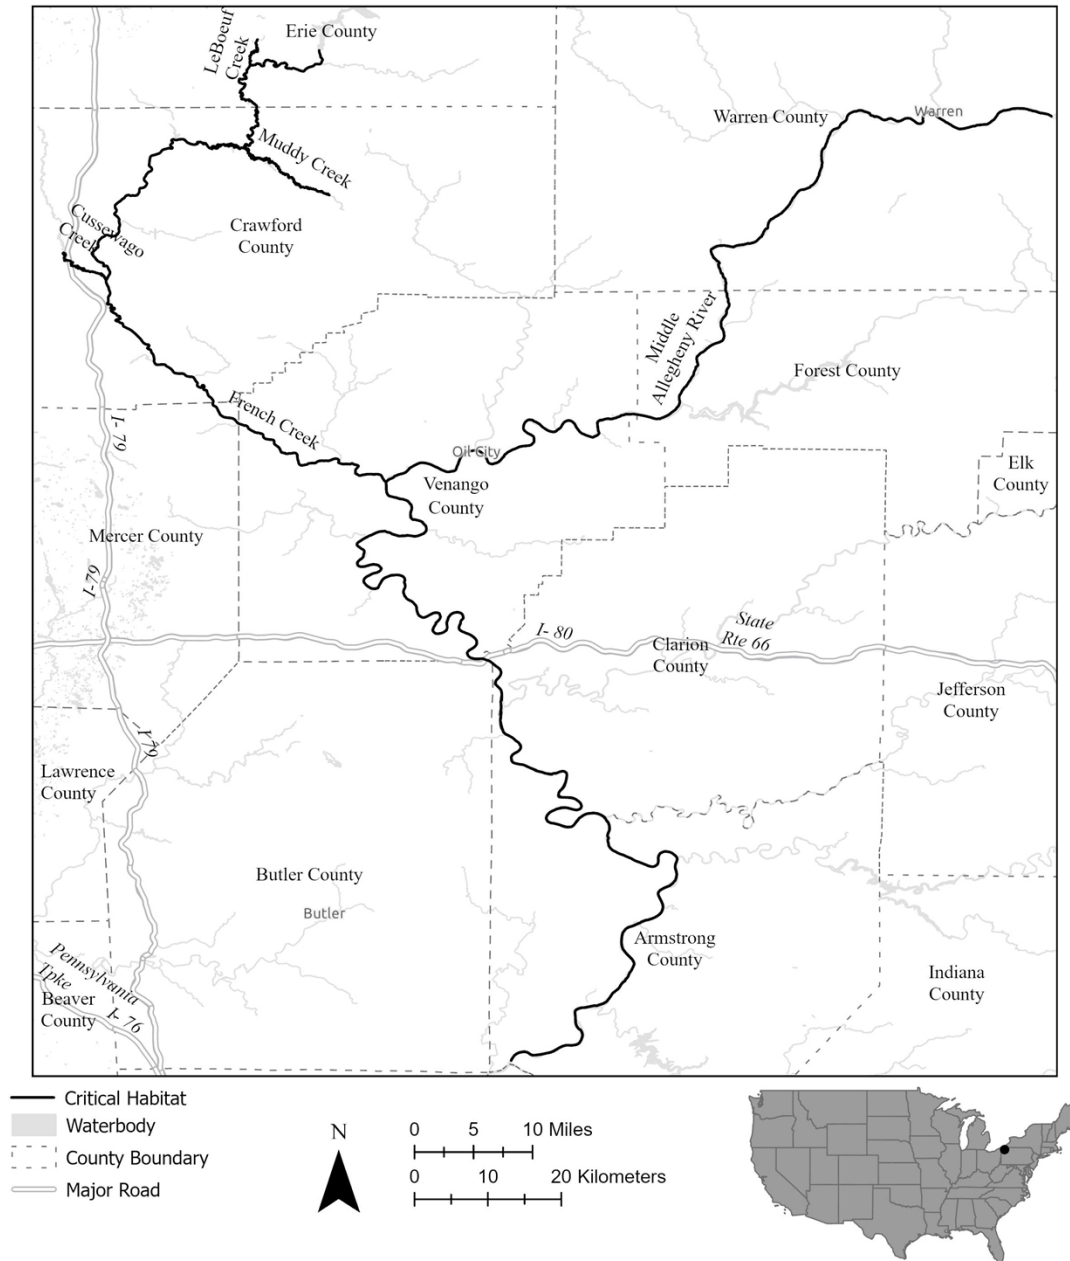 Erie County
LeBoeuf
Creek
Warren County
Warren
Muddy Creek
Cussewago
Creek
Crawford
County
Middle
Allegheny River
Forest County
French Creek
I-79
Oil City
Venango
County
Elk
County
Mercer County
I-79
I- 80
State
Rte 66
Clarion
County
Jefferson
County
I-79
Lawrence
County
Butler County
Butler
Armstrong
County
Indiana
County
Pennsylvania
Tpke
I- 76
Beaver
County
Critical Habitat
Waterbody
County Boundary
Major Road
N
0 5 10 Miles
0 10 20 Kilometers